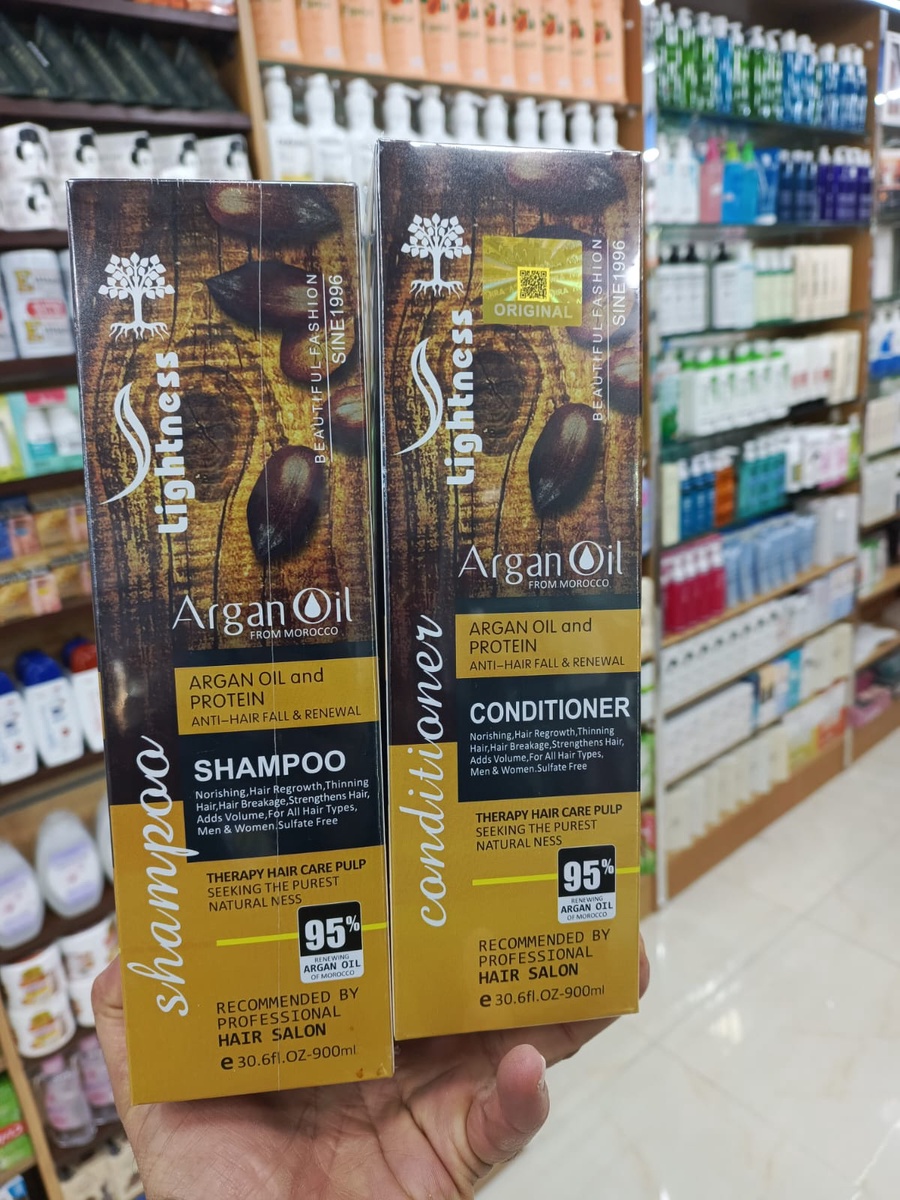 Lightness
BEAUTIFUL FASHION
SINE1996
Argan Oil
FROM MOROCCO
ARGAN OIL and
PROTEIN
ANTI-HAIR FALL & RENEWAL
shampoo
SHAMPOO
Norishing,Hair Regrowth,Thinning
Hair,Hair Breakage,Strengthens Hair,
Adds Volume,For All Hair Types,
Men & Women.Sulfate Free
THERAPY HAIR CARE PULP
SEEKING THE PUREST
NATURAL NESS
95%
RENEWING
ARGAN OIL
OF MOROCCO
RECOMMENDED BY
PROFESSIONAL
HAIR SALON
e 30.6fl.OZ-900ml
Lightness
ORIGINAL
BEAUTIFUL FASHION
SINE1996
Argan Oil
FROM MOROCCO
ARGAN OIL and
PROTEIN
ANTI-HAIR FALL & RENEWAL
conditioner
CONDITIONER
Norishing,Hair Regrowth,Thinning
Hair,Hair Breakage,Strengthens Hair,
Adds Volume,For All Hair Types,
Men & Women.Sulfate Free
THERAPY HAIR CARE PULP
SEEKING THE PUREST
NATURAL NESS
95%
RENEWING
ARGAN OIL
OF MOROCCO
RECOMMENDED BY
PROFESSIONAL
HAIR SALON
e 30.6fl.OZ-900ml